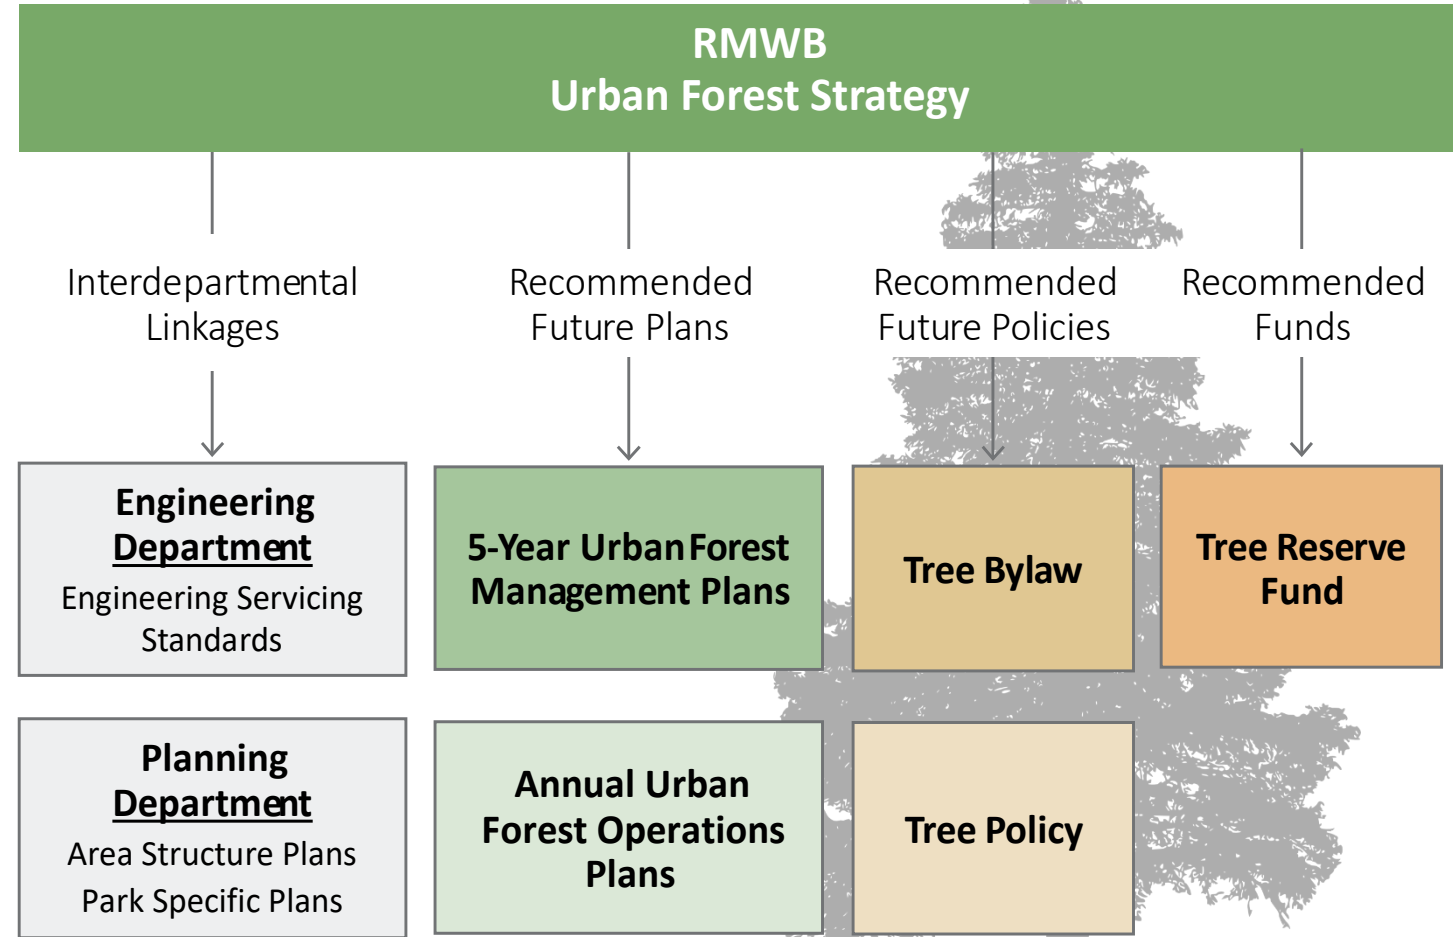 RMWB
Urban Forest Strategy
Interdepartmental
Linkages
Recommended
Future Plans
Recommended
Future Policies
Recommended
Funds
Engineering
Department
Engineering Servicing
Standards
5-Year Urban Forest
Management Plans
Tree Bylaw
Tree Reserve
Fund
Planning
Department
Area Structure Plans
Park Specific Plans
Annual Urban
Forest Operations
Plans
Tree Policy